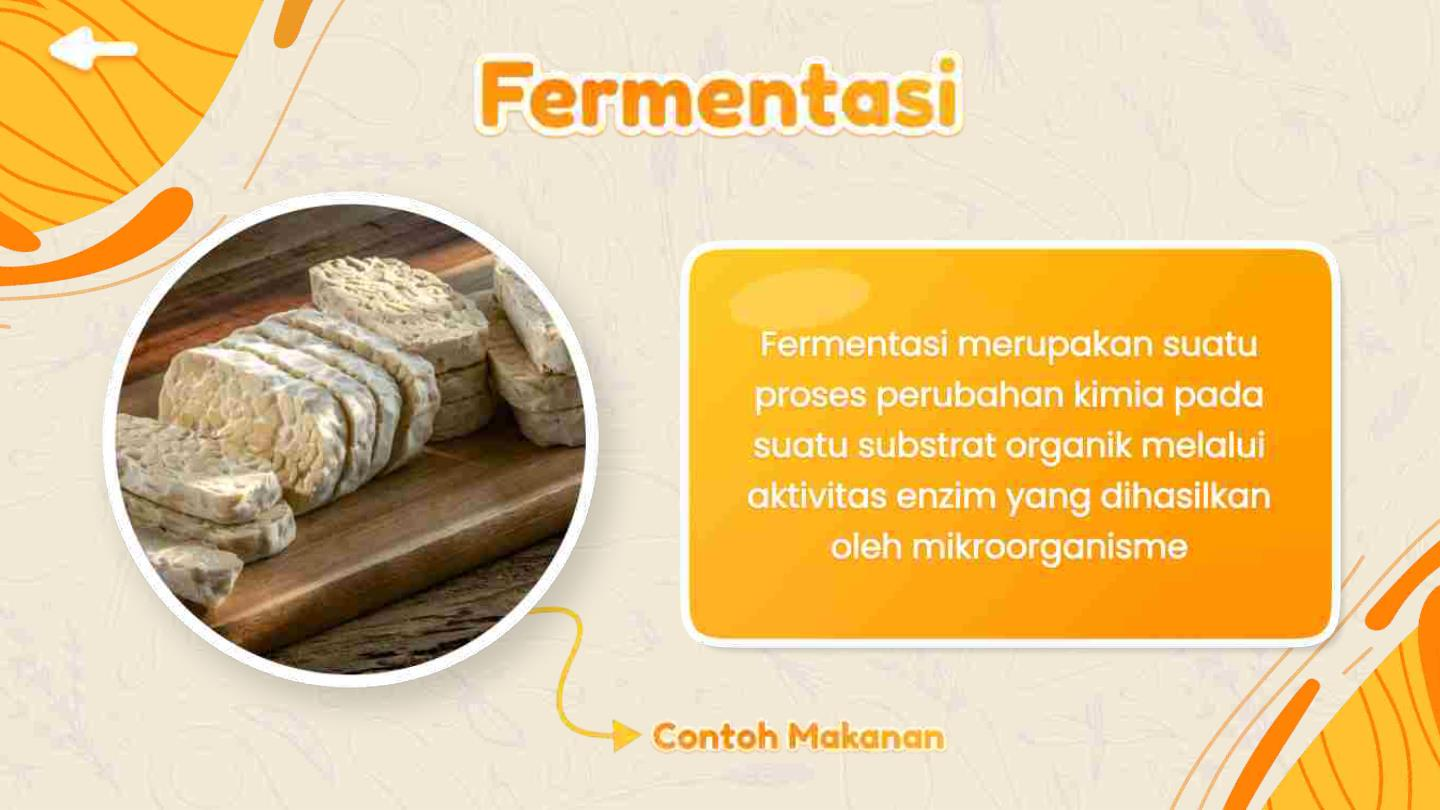 Fermentasi
Fermentasi merupakan suatu
proses perubahan kimia pada
suatu substrat organik melalui
aktivitas enzim yang dihasilkan
oleh mikroorganisme
Contoh Makanan